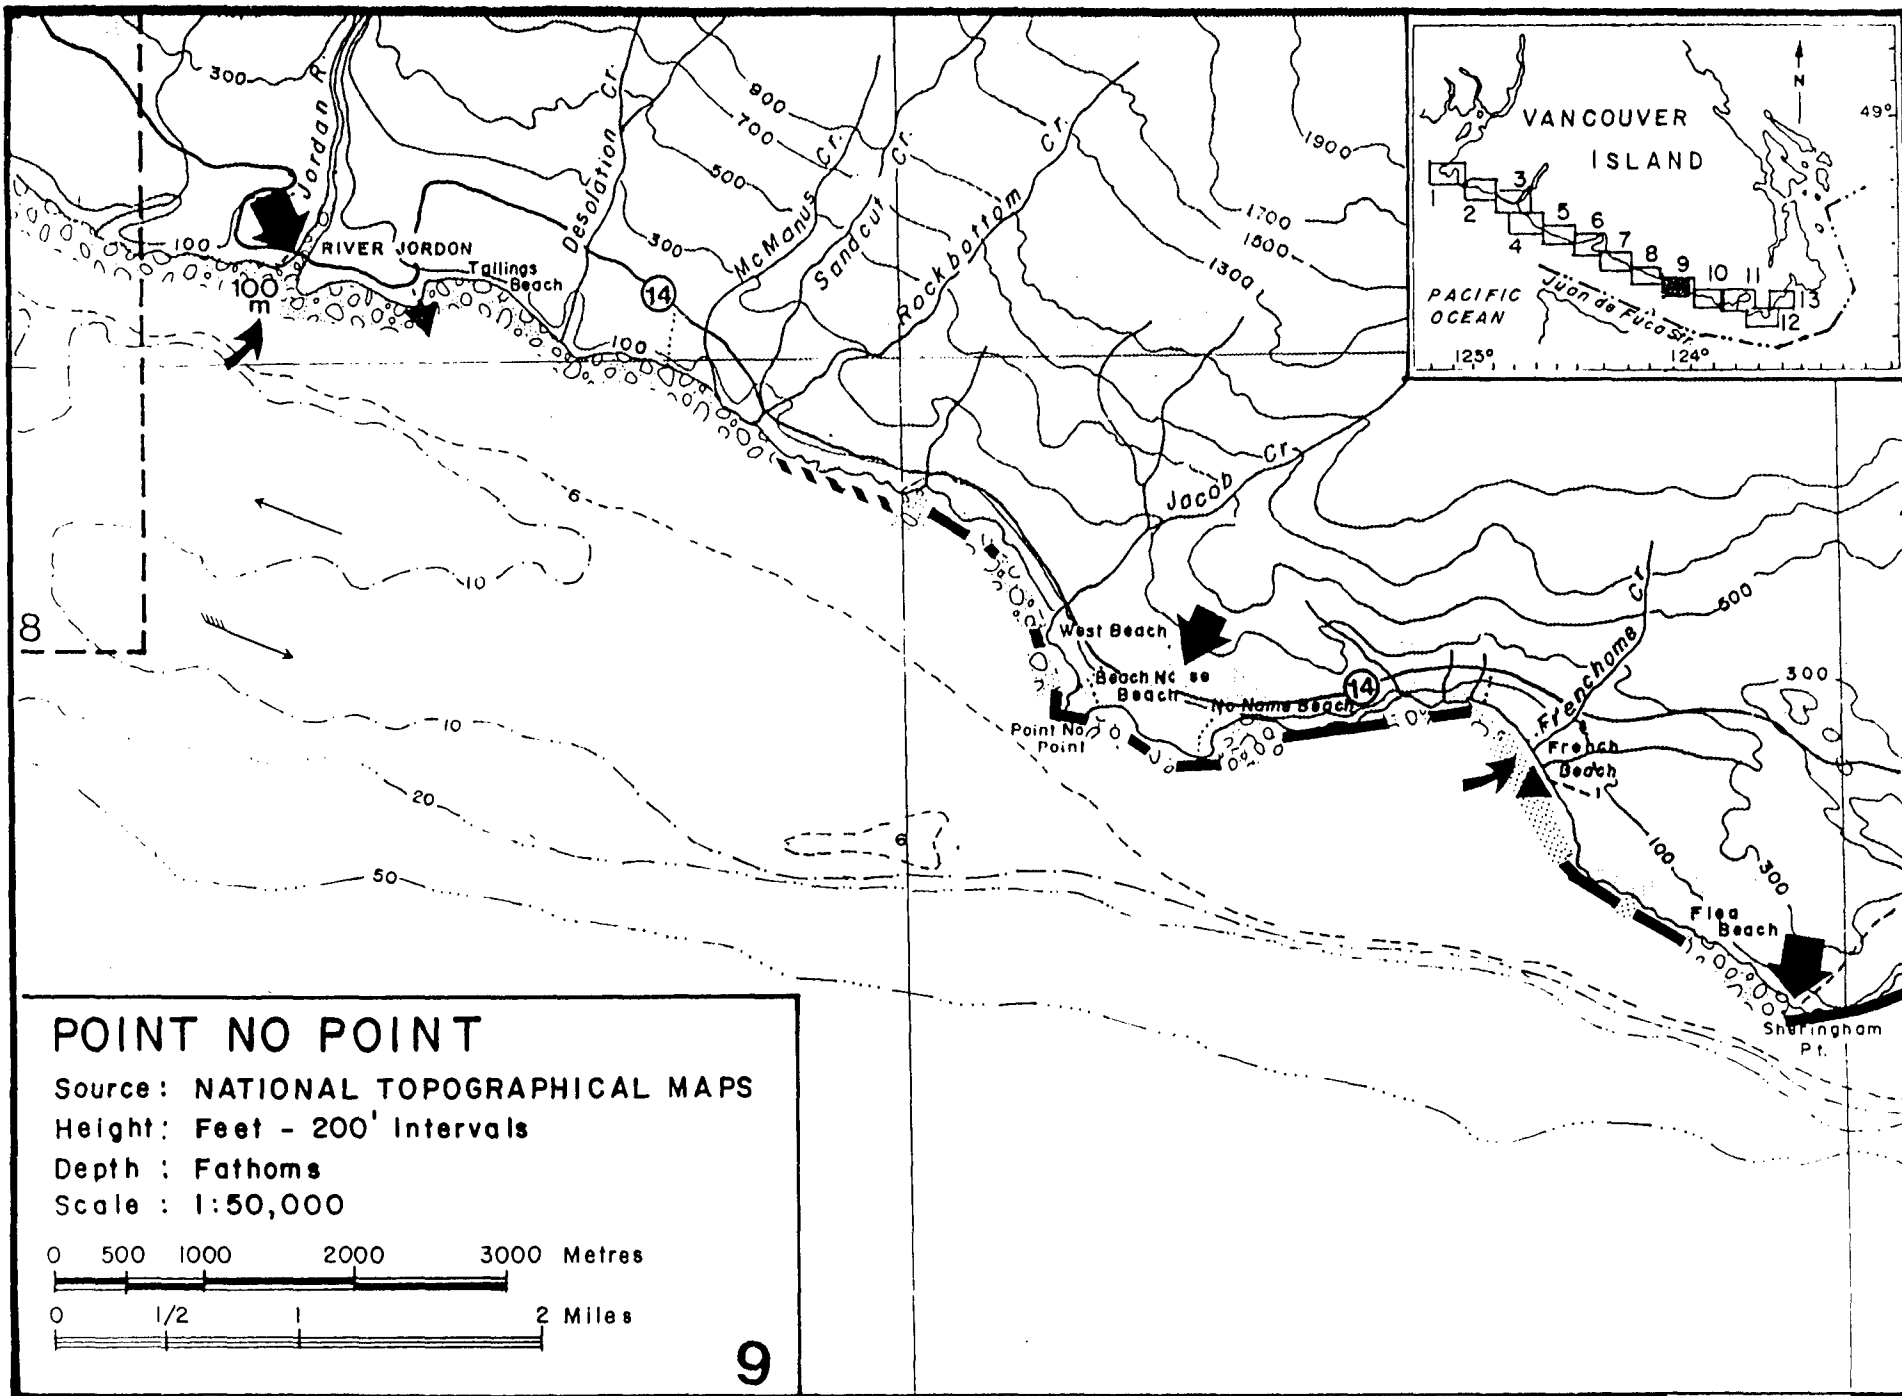 300
Jordan R.
Desolation Cr.
900
700
500
300
McManus Cr.
Sandcut Cr.
Rockbottom Cr.
1900
1700
1500
1300
100
RIVER JORDON
100
m
Tailings
Beach
14
100
6
10
8
Jacob Cr.
500
Frenchome Cr.
West Beach
Beach No se
Beach
No Name Beach
14
Point No
Point
300
French
Beach
10
20
6
50
100
300
Flea
Beach
Sheringham
Pt.
VANCOUVER
ISLAND
N
49°
1
2
3
4
5
6
7
8
9
10
11
12
13
PACIFIC
OCEAN
Juan de Fuca Str.
125°
124°
POINT NO POINT
Source: NATIONAL TOPOGRAPHICAL MAPS
Height: Feet - 200' Intervals
Depth : Fathoms
Scale : 1:50,000
0 500 1000 2000 3000 Metres
0 1/2 1 2 Miles
9